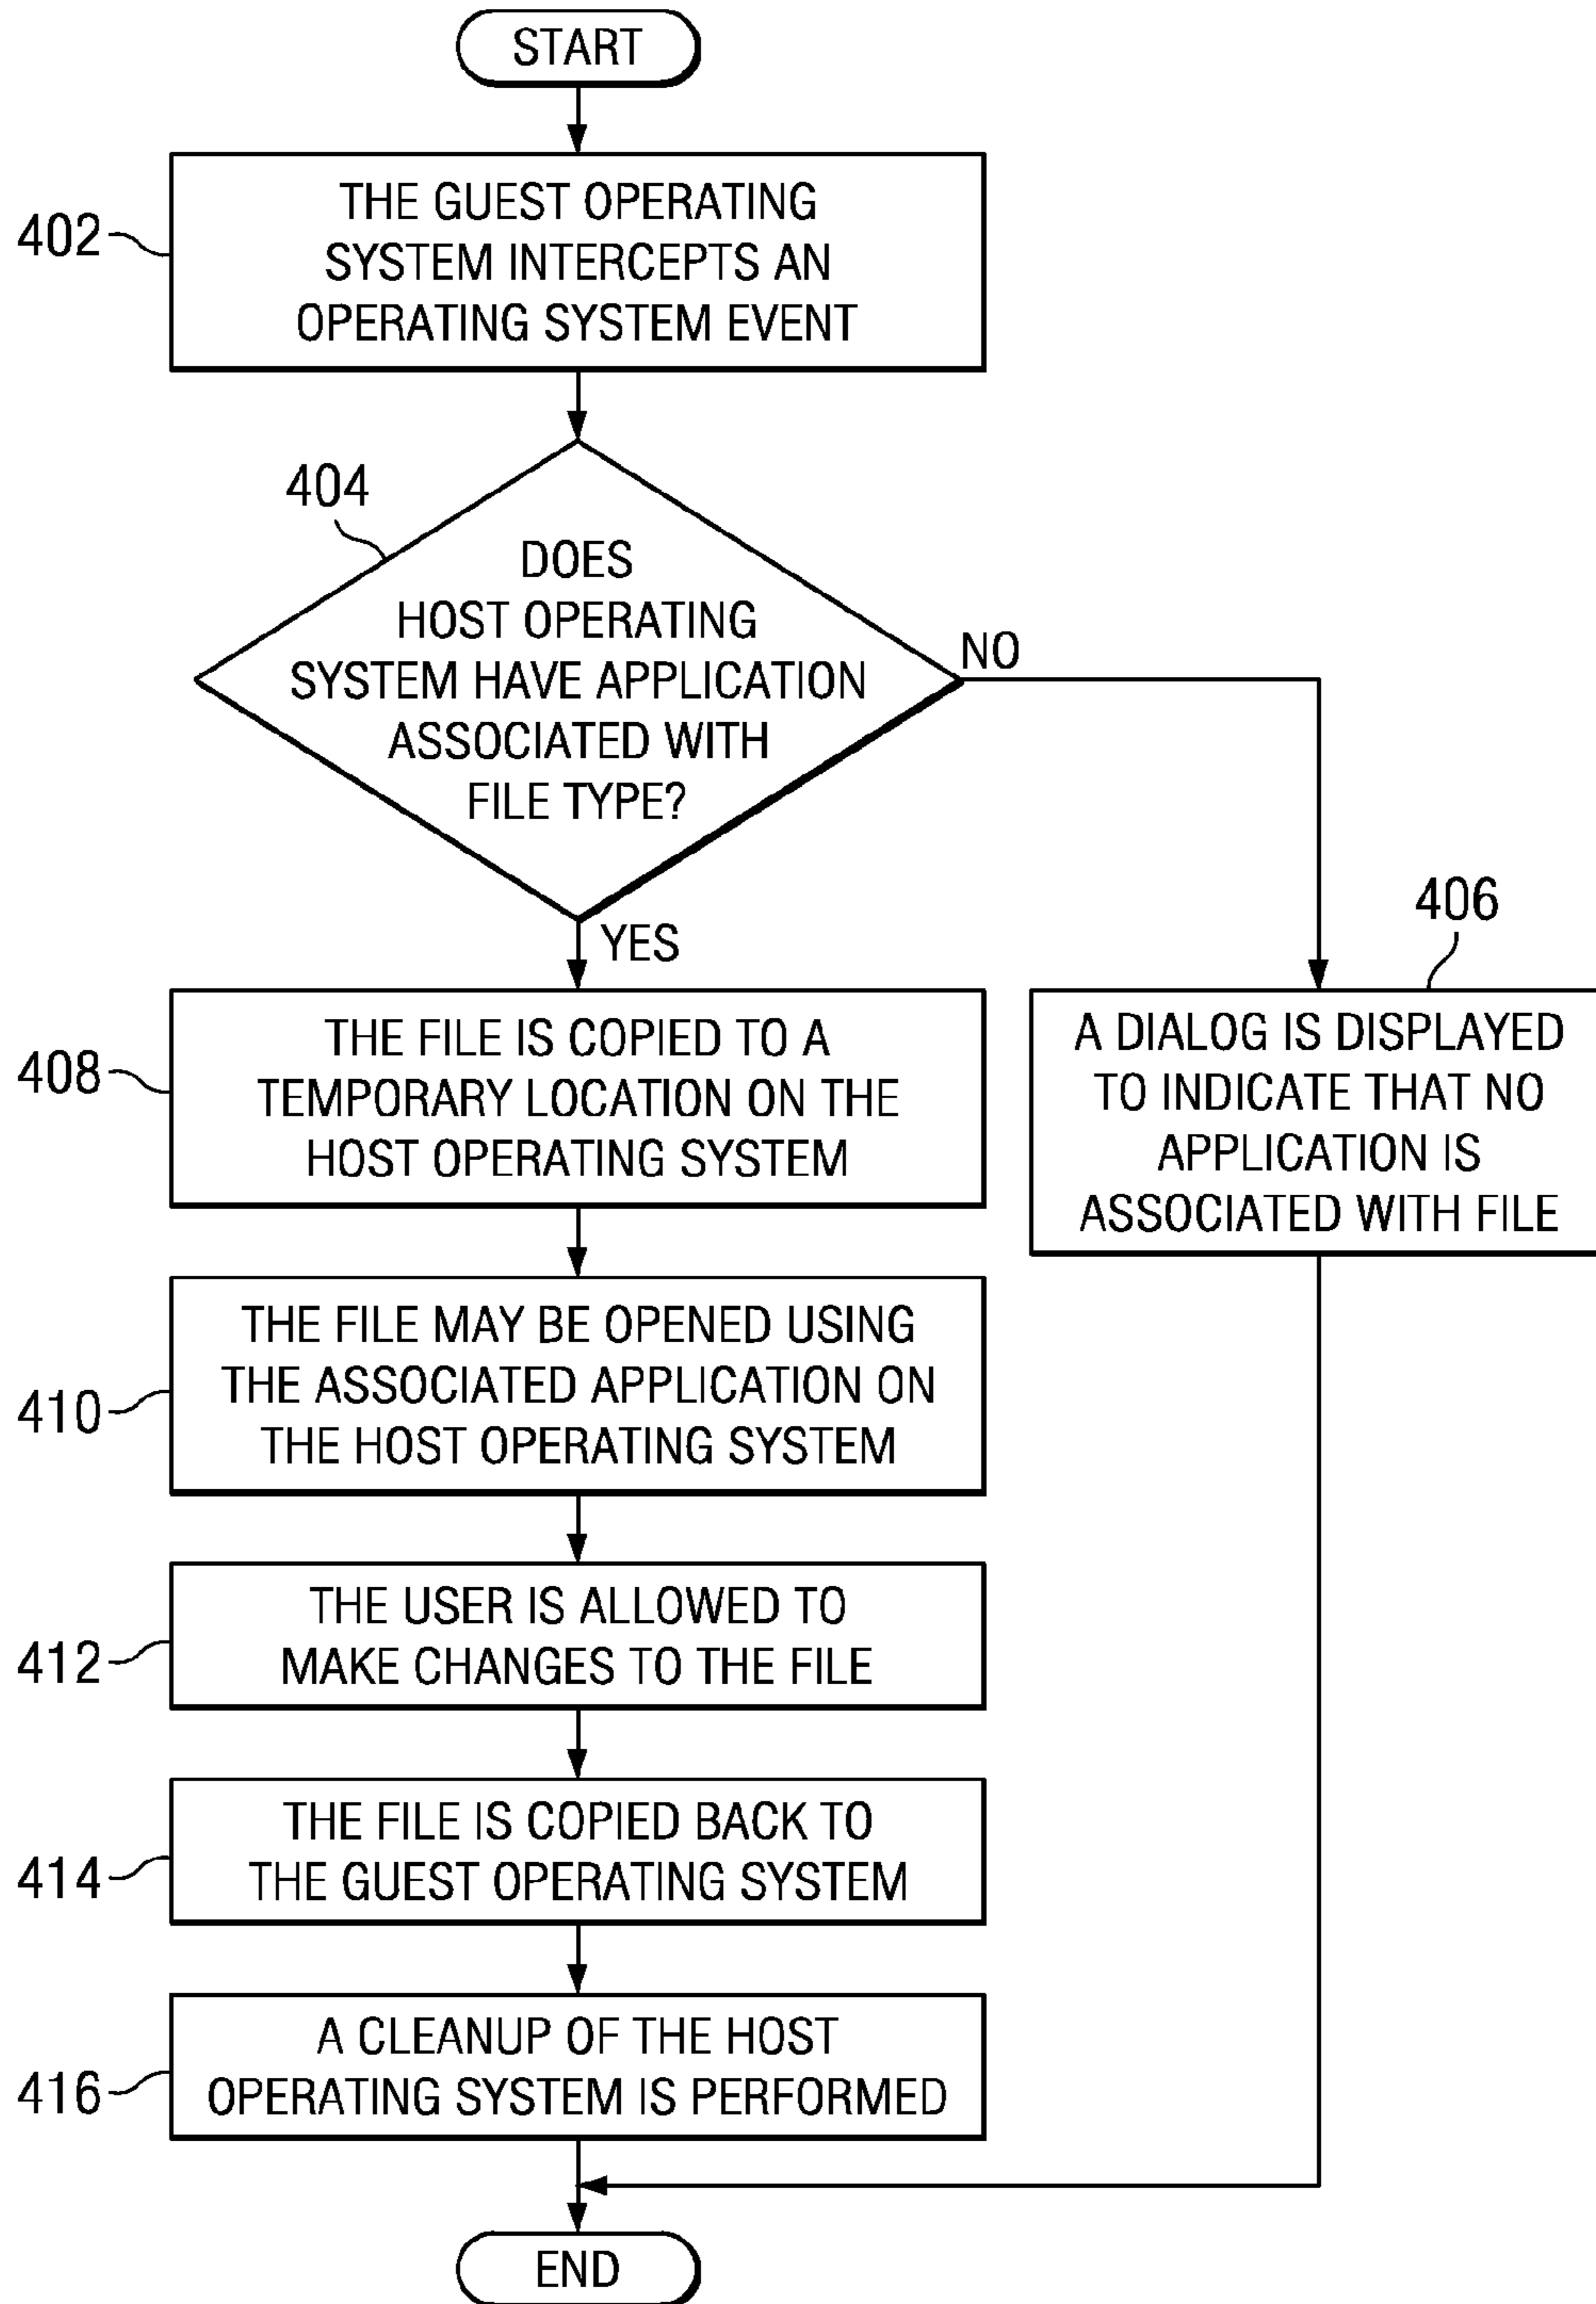 START
402
THE GUEST OPERATING
SYSTEM INTERCEPTS AN
OPERATING SYSTEM EVENT
404
DOES
HOST OPERATING
SYSTEM HAVE APPLICATION
ASSOCIATED WITH
FILE TYPE?
NO
YES
406
A DIALOG IS DISPLAYED
TO INDICATE THAT NO
APPLICATION IS
ASSOCIATED WITH FILE
408
THE FILE IS COPIED TO A
TEMPORARY LOCATION ON THE
HOST OPERATING SYSTEM
410
THE FILE MAY BE OPENED USING
THE ASSOCIATED APPLICATION ON
THE HOST OPERATING SYSTEM
412
THE USER IS ALLOWED TO
MAKE CHANGES TO THE FILE
414
THE FILE IS COPIED BACK TO
THE GUEST OPERATING SYSTEM
416
A CLEANUP OF THE HOST
OPERATING SYSTEM IS PERFORMED
END